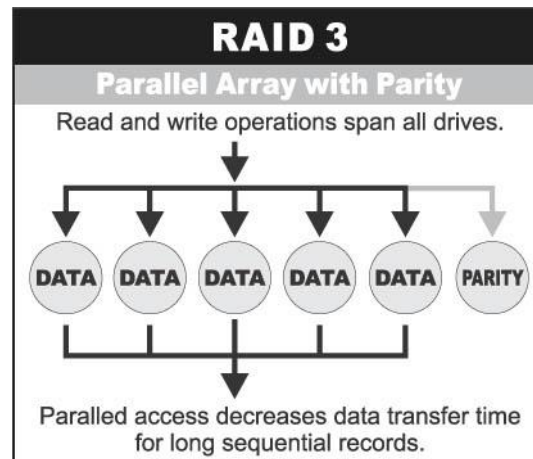 RAID 3
Parallel Array with Parity
Read and write operations span all drives.
DATA DATA DATA DATA DATA PARITY
Paralled access decreases data transfer time
for long sequential records.